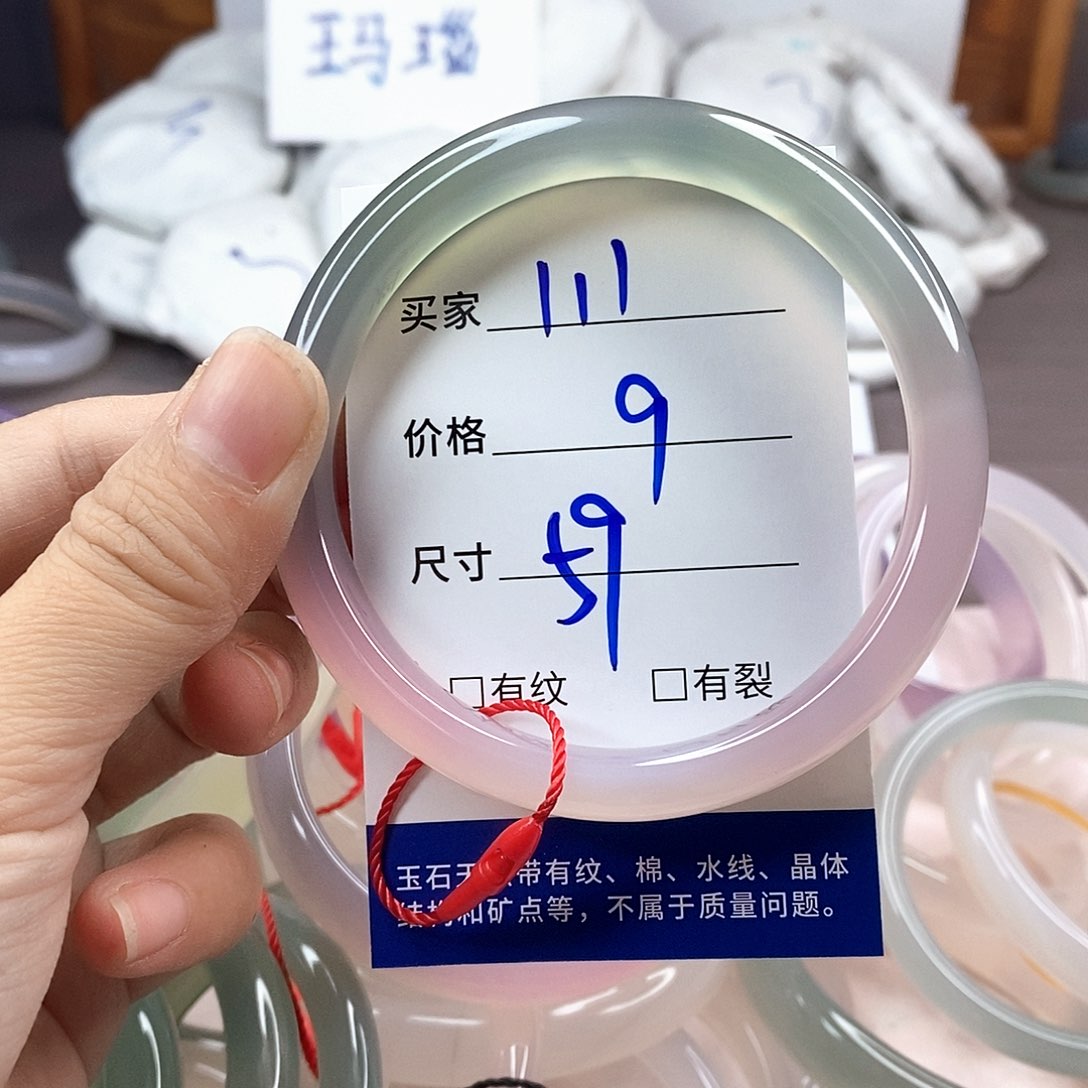 玛瑙
买家 111
价格 9
尺寸 59
□有纹 □有裂
玉石天然带有纹、棉、水线、晶体
结构和矿点等，不属于质量问题。